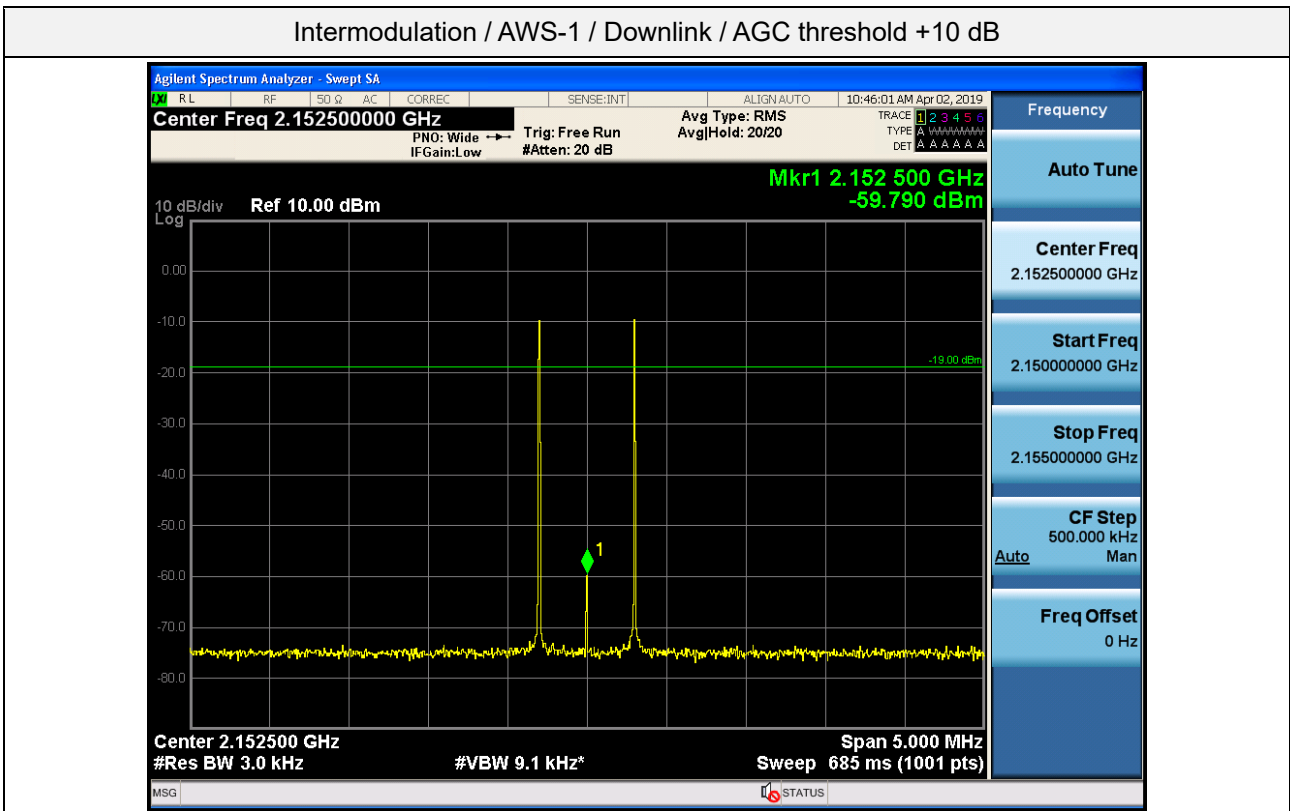 Intermodulation / AWS-1 / Downlink / AGC threshold +10 dB
Agilent Spectrum Analyzer - Swept SA
LXI RL RF 50 Ω AC CORREC SENSE:INT ALIGN AUTO 10:46:01 AM Apr 02, 2019
Center Freq 2.152500000 GHz
PNO: Wide
IFGain:Low
Trig: Free Run
#Atten: 20 dB
Avg Type: RMS
Avg|Hold: 20/20
TRACE 1 2 3 4 5 6
TYPE A WWWWW
DET A A A A A A
Mkr1 2.152 500 GHz
-59.790 dBm
10 dB/div Ref 10.00 dBm
Log
0.00
-10.0
-19.00 dBm
-20.0
-30.0
-40.0
-50.0
1
-60.0
-70.0
-80.0
Center 2.152500 GHz Span 5.000 MHz
#Res BW 3.0 kHz #VBW 9.1 kHz* Sweep 685 ms (1001 pts)
MSG STATUS
Frequency
Auto Tune
Center Freq
2.152500000 GHz
Start Freq
2.150000000 GHz
Stop Freq
2.155000000 GHz
CF Step
500.000 kHz
Auto Man
Freq Offset
0 Hz